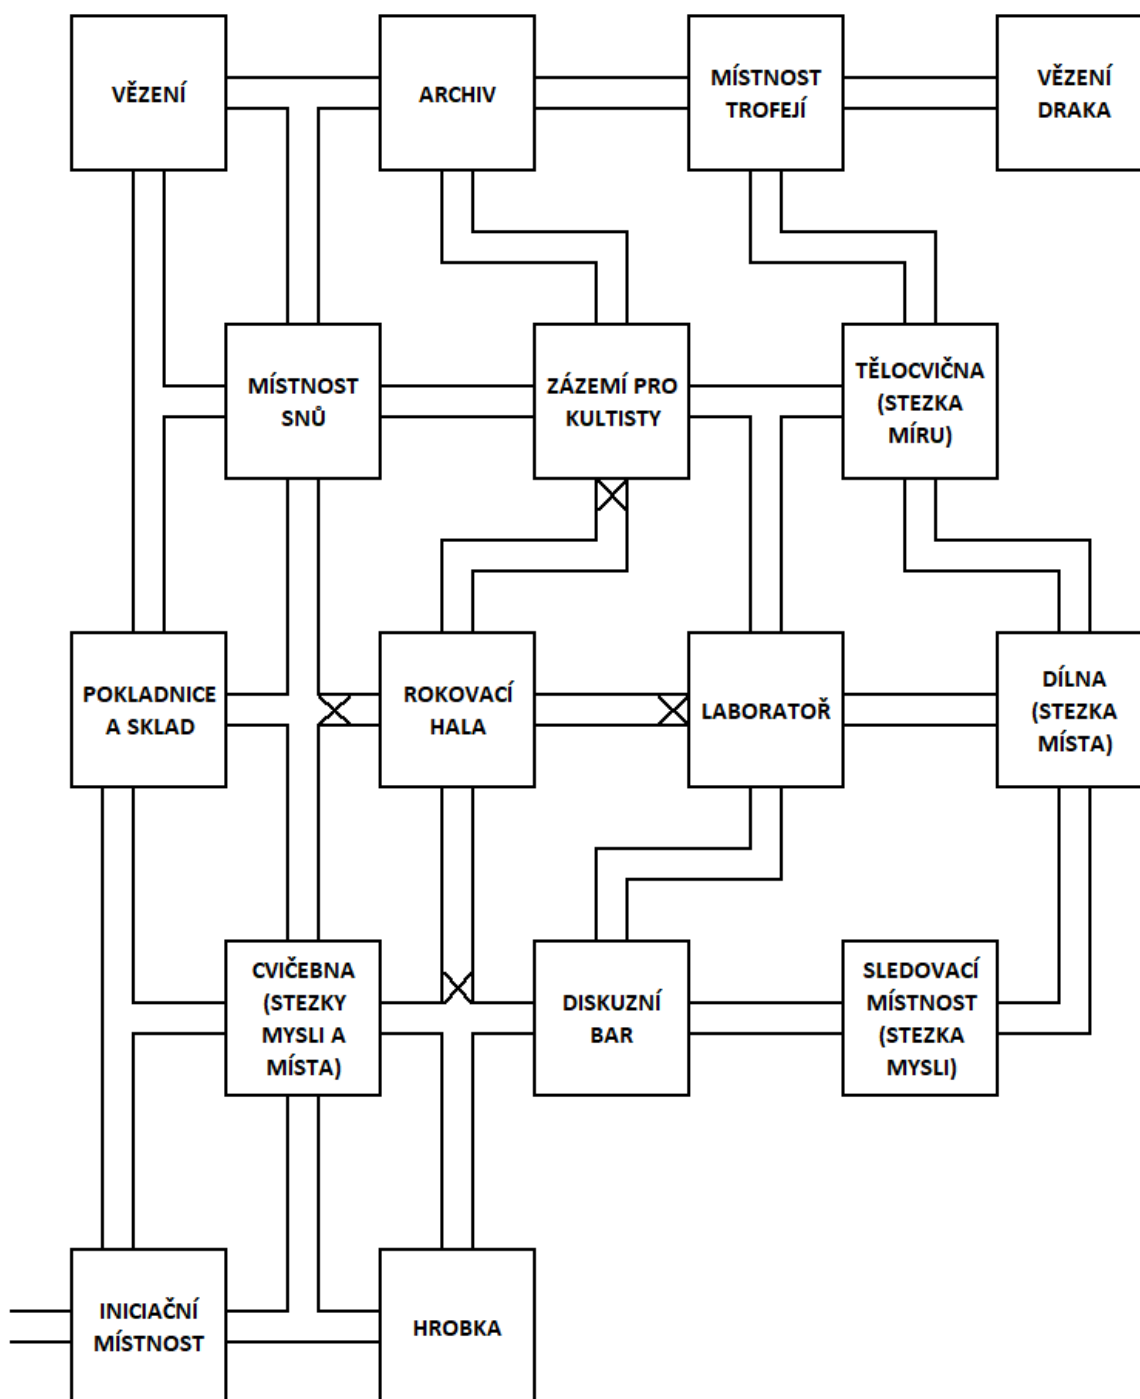 VĚZENÍ
ARCHIV
MÍSTNOST
TROFEJÍ
VĚZENÍ
DRAKA
MÍSTNOST
SNŮ
ZÁZEMÍ PRO
KULTISTY
TĚLOCVIČNA
(STEZKA
MÍRU)
POKLADNICE
A SKLAD
ROKOVACÍ
HALA
LABORATOŘ
DÍLNA
(STEZKA
MÍSTA)
CVIČEBNA
(STEZKY
MYSLI A
MÍSTA)
DISKUZNÍ
BAR
SLEDOVACÍ
MÍSTNOST
(STEZKA
MYSLI)
INICIAČNÍ
MÍSTNOST
HROBKA